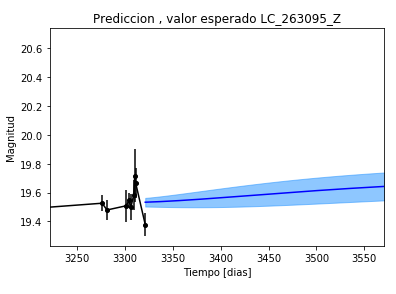 Prediccion , valor esperado LC_263095_Z
Magnitud
20.6
20.4
20.2
20.0
19.8
19.6
19.4
3250 3300 3350 3400 3450 3500 3550
Tiempo [dias]